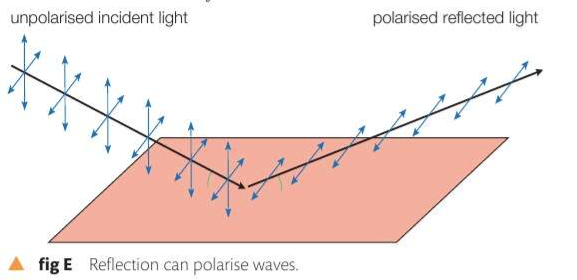 unpolarised incident light
polarised reflected light
fig E Reflection can polarise waves.